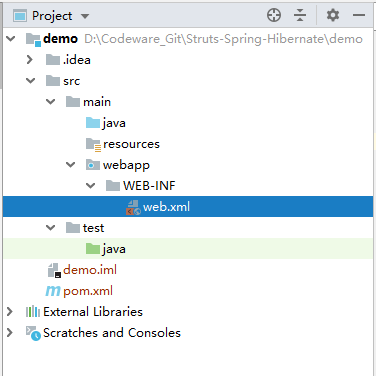 Project
demo D:\Codeware_Git\Struts-Spring-Hibernate\demo
.idea
src
main
java
resources
webapp
WEB-INF
web.xml
test
java
demo.iml
pom.xml
External Libraries
Scratches and Consoles